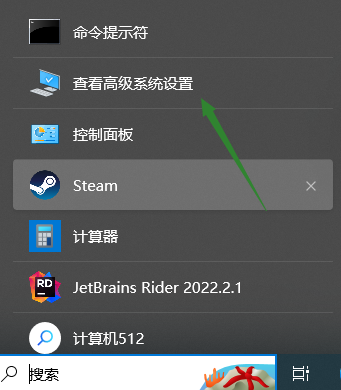 命令提示符
查看高级系统设置
控制面板
Steam
计算器
RD
JetBrains Rider 2022.2.1
计算机512
搜索